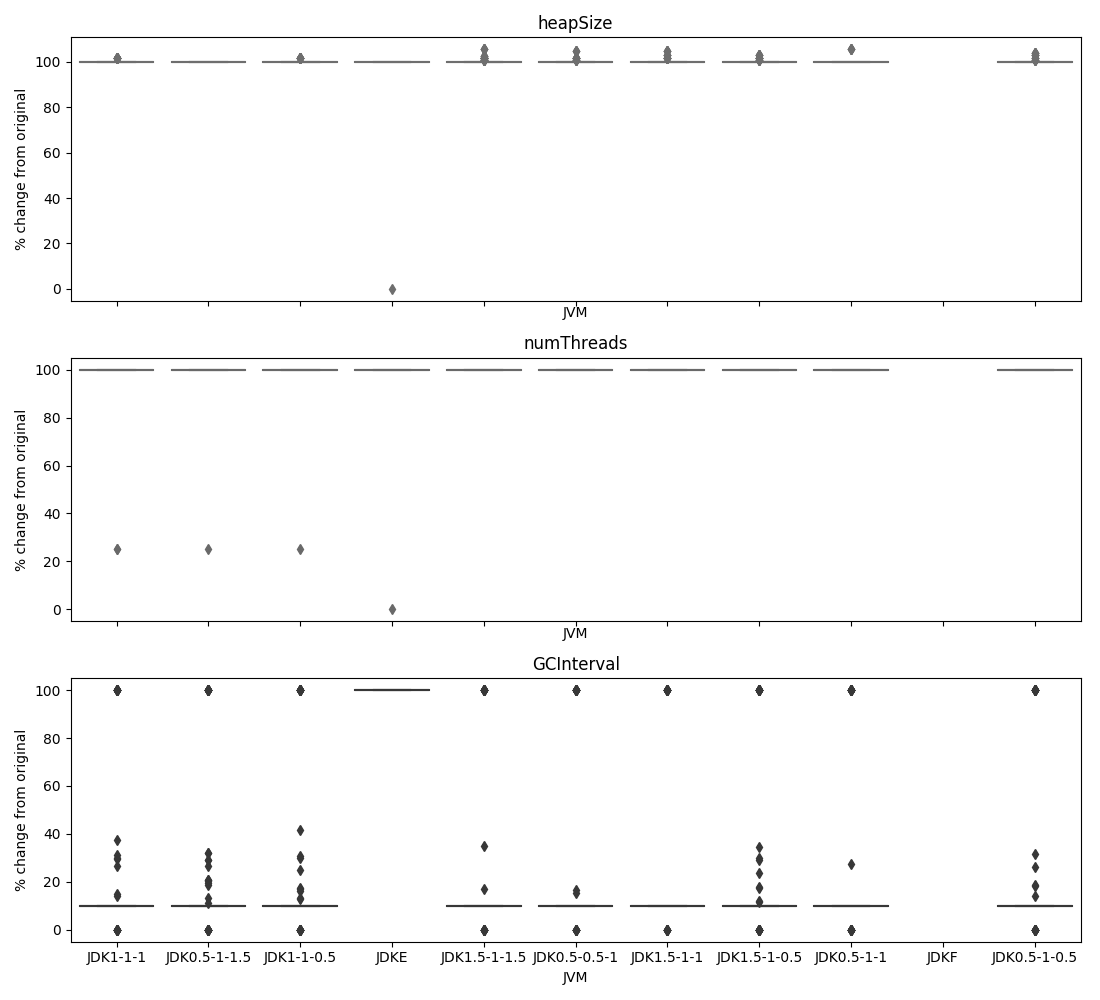 heapSize
100
80
60
40
20
0
% change from original
JVM
numThreads
100
80
60
40
20
0
% change from original
JVM
GCInterval
100
80
60
40
20
0
% change from original
JDK1-1-1 JDK0.5-1-1.5 JDK1-1-0.5 JDKE JDK1.5-1-1.5 JDK0.5-0.5-1 JDK1.5-1-1 JDK1.5-1-0.5 JDK0.5-1-1 JDKF JDK0.5-1-0.5
JVM